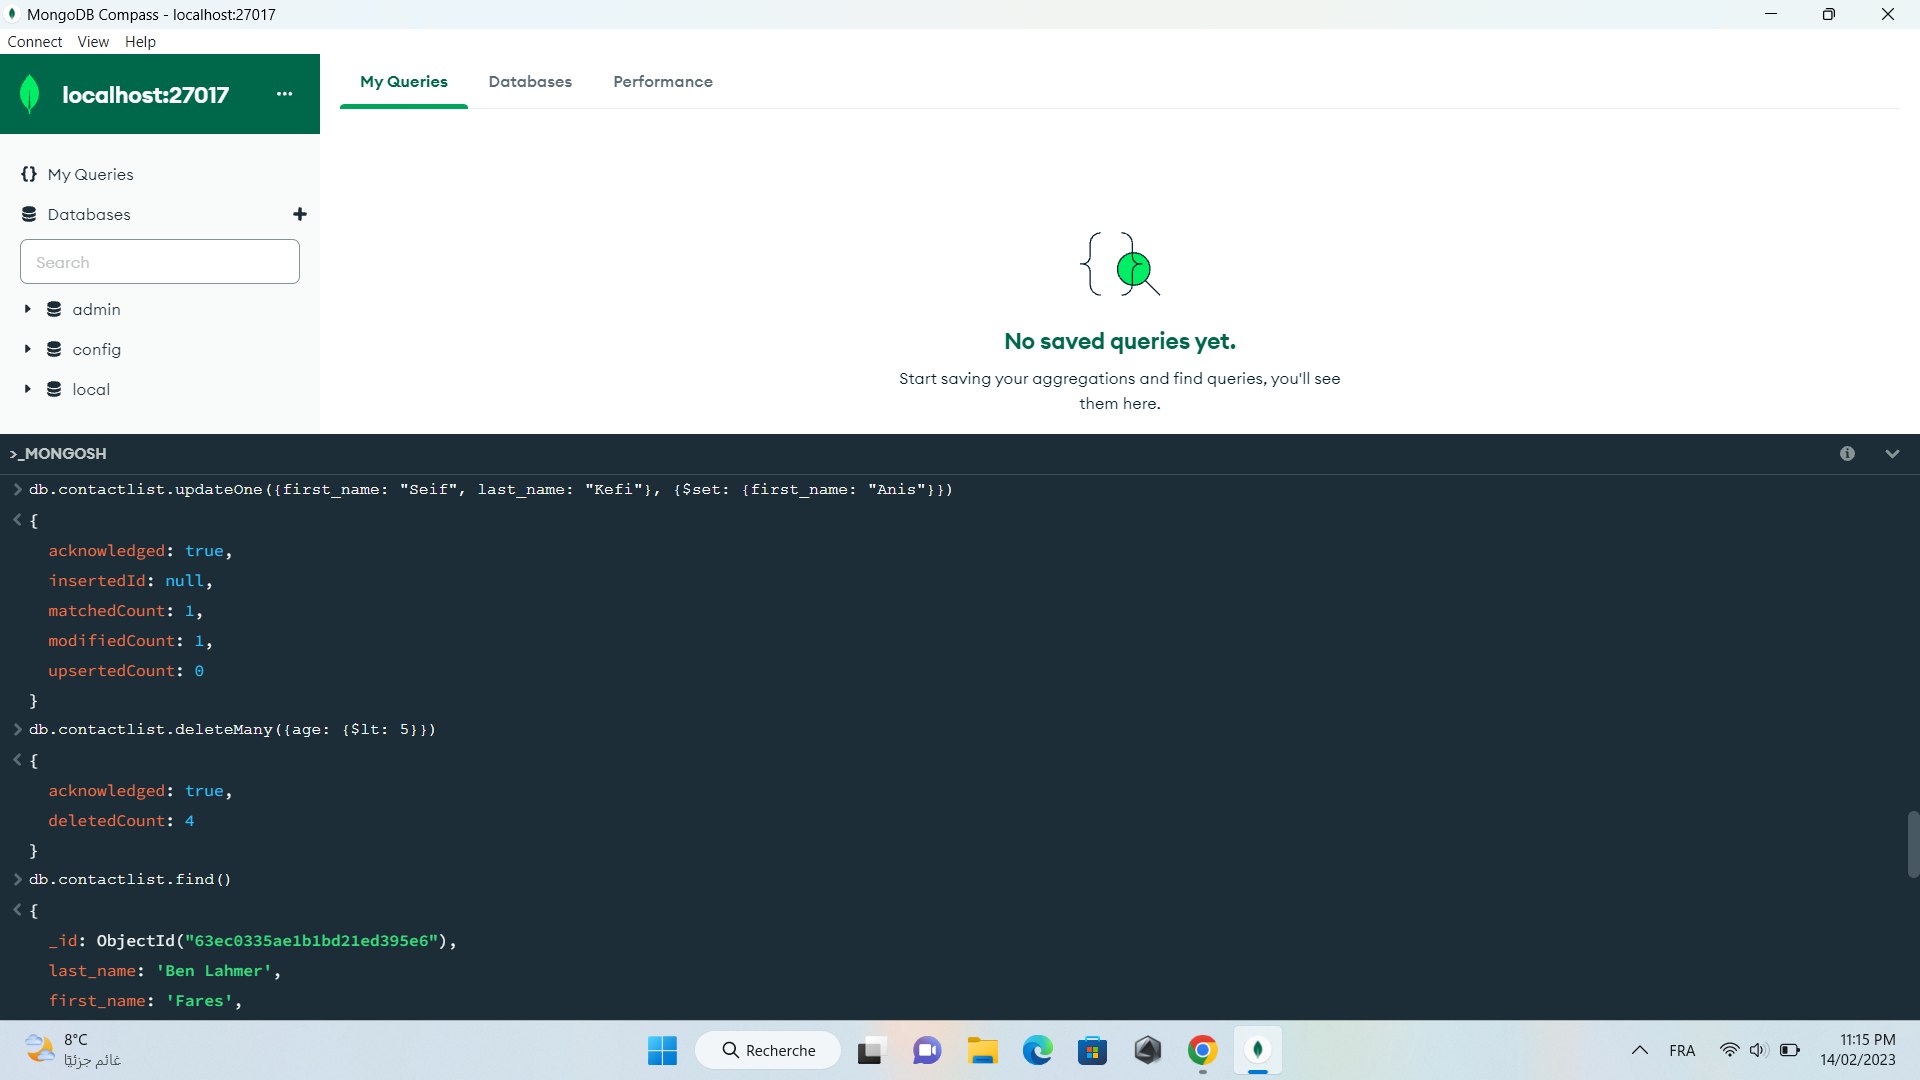 MongoDB Compass - localhost:27017
Connect View Help
localhost:27017 ...
My Queries Databases Performance
{} My Queries
Databases +
Search
admin
config
local
No saved queries yet.
Start saving your aggregations and find queries, you'll see
them here.
>_MONGOSH
> db.contactlist.updateOne({first_name: "Seif", last_name: "Kefi"}, {$set: {first_name: "Anis"}})
< {
acknowledged: true,
insertedId: null,
matchedCount: 1,
modifiedCount: 1,
upsertedCount: 0
}
> db.contactlist.deleteMany({age: {$lt: 5}})
< {
acknowledged: true,
deletedCount: 4
}
> db.contactlist.find()
< {
_id: ObjectId("63ec0335ae1b1bd21ed395e6"),
last_name: 'Ben Lahmer',
first_name: 'Fares',
8°C
غائم جزئيًا
Recherche
FRA
11:15 PM
14/02/2023